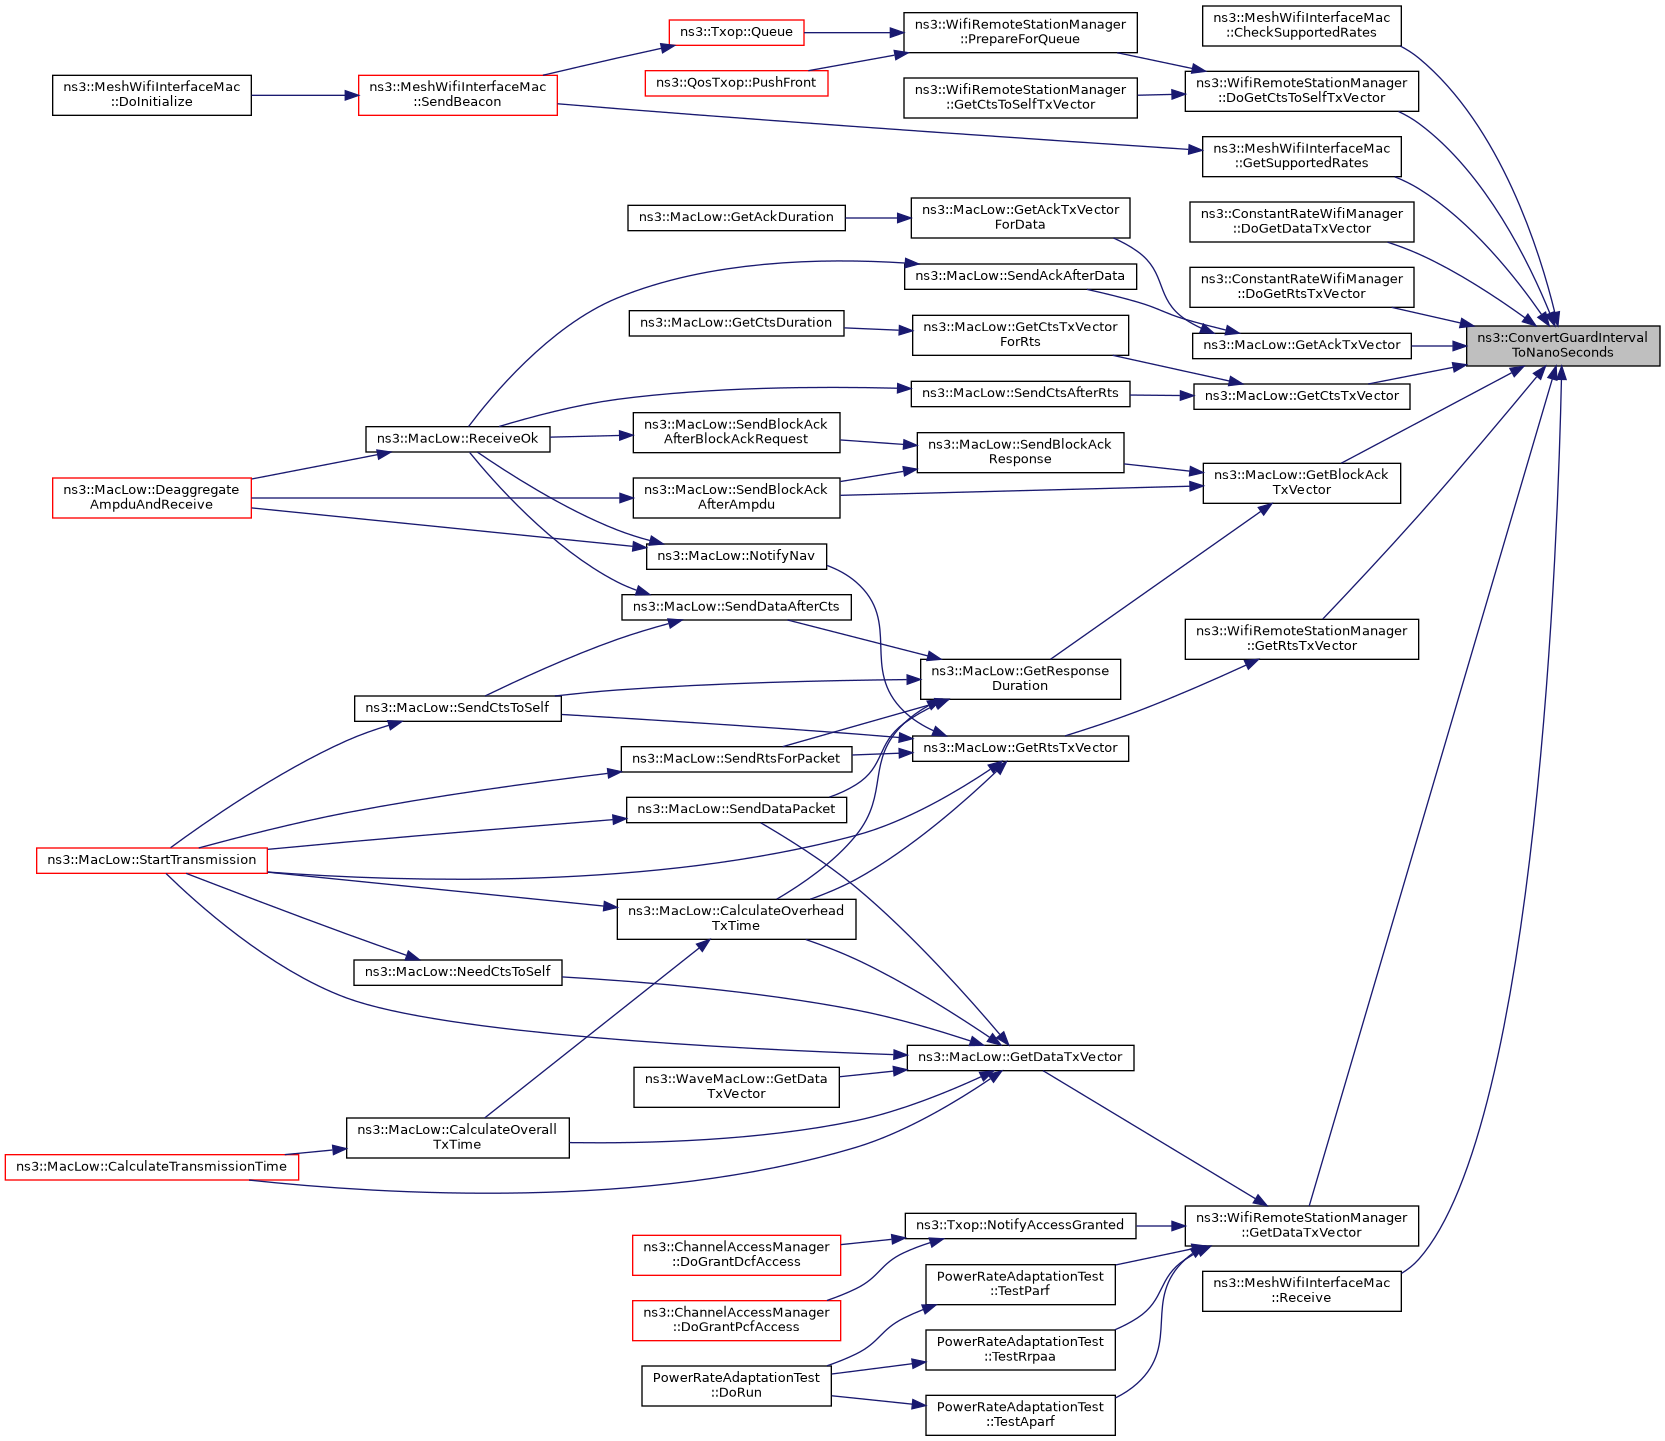 ns3::MeshWifiInterfaceMac
::CheckSupportedRates
ns3::WifiRemoteStationManager
::PrepareForQueue
ns3::Txop::Queue
ns3::QosTxop::PushFront
ns3::MeshWifiInterfaceMac
::DoInitialize
ns3::MeshWifiInterfaceMac
::SendBeacon
ns3::WifiRemoteStationManager
::GetCtsToSelfTxVector
ns3::WifiRemoteStationManager
::DoGetCtsToSelfTxVector
ns3::MeshWifiInterfaceMac
::GetSupportedRates
ns3::MacLow::GetAckDuration
ns3::MacLow::GetAckTxVector
ForData
ns3::ConstantRateWifiManager
::DoGetDataTxVector
ns3::MacLow::SendAckAfterData
ns3::ConstantRateWifiManager
::DoGetRtsTxVector
ns3::MacLow::GetCtsDuration
ns3::MacLow::GetCtsTxVector
ForRts
ns3::MacLow::GetAckTxVector
ns3::ConvertGuardInterval
ToNanoSeconds
ns3::MacLow::SendCtsAfterRts
ns3::MacLow::GetCtsTxVector
ns3::MacLow::ReceiveOk
ns3::MacLow::SendBlockAck
AfterBlockAckRequest
ns3::MacLow::SendBlockAck
Response
ns3::MacLow::GetBlockAck
TxVector
ns3::MacLow::Deaggregate
AmpduAndReceive
ns3::MacLow::SendBlockAck
AfterAmpdu
ns3::MacLow::NotifyNav
ns3::MacLow::SendDataAfterCts
ns3::WifiRemoteStationManager
::GetRtsTxVector
ns3::MacLow::GetResponse
Duration
ns3::MacLow::SendCtsToSelf
ns3::MacLow::SendRtsForPacket
ns3::MacLow::GetRtsTxVector
ns3::MacLow::SendDataPacket
ns3::MacLow::StartTransmission
ns3::MacLow::CalculateOverhead
TxTime
ns3::MacLow::NeedCtsToSelf
ns3::MacLow::GetDataTxVector
ns3::WaveMacLow::GetData
TxVector
ns3::MacLow::CalculateOverall
TxTime
ns3::MacLow::CalculateTransmissionTime
ns3::Txop::NotifyAccessGranted
ns3::WifiRemoteStationManager
::GetDataTxVector
ns3::ChannelAccessManager
::DoGrantDcfAccess
PowerRateAdaptationTest
::TestParf
ns3::MeshWifiInterfaceMac
::Receive
ns3::ChannelAccessManager
::DoGrantPcfAccess
PowerRateAdaptationTest
::TestRrpaa
PowerRateAdaptationTest
::DoRun
PowerRateAdaptationTest
::TestAparf